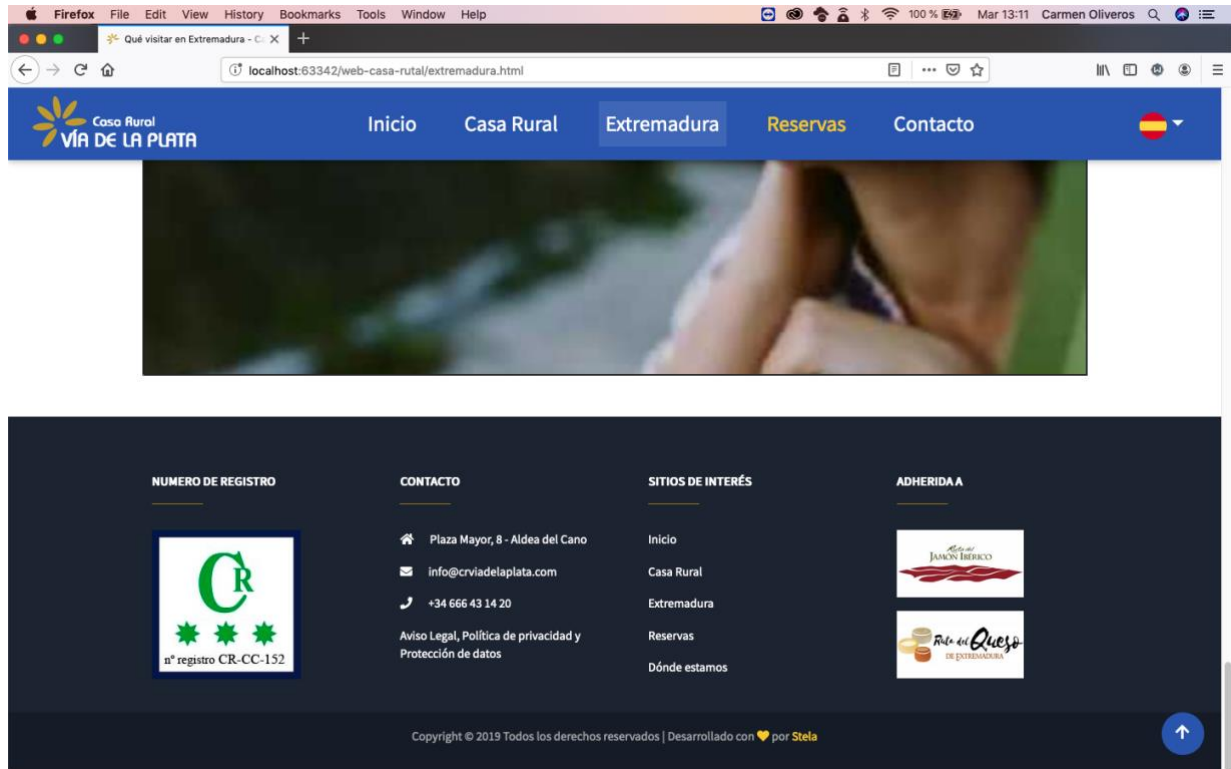 Firefox File Edit View History Bookmarks Tools Window Help 100 % Mar 13:11 Carmen Oliveros
Qué visitar en Extremadura - C
localhost:63342/web-casa-rutal/extremadura.html
Casa Rural
VÍA DE LA PLATA
Inicio Casa Rural Extremadura Reservas Contacto
NUMERO DE REGISTRO
CR
nº registro CR-CC-152
CONTACTO
Plaza Mayor, 8 - Aldea del Cano
info@crviadelaplata.com
+34 666 43 14 20
Aviso Legal, Política de privacidad y
Protección de datos
SITIOS DE INTERÉS
Inicio
Casa Rural
Extremadura
Reservas
Dónde estamos
ADHERIDA A
Ruta del
JAMÓN IBÉRICO
Ruta del Queso
DE EXTREMADURA
Copyright © 2019 Todos los derechos reservados | Desarrollado con 💛 por Stela